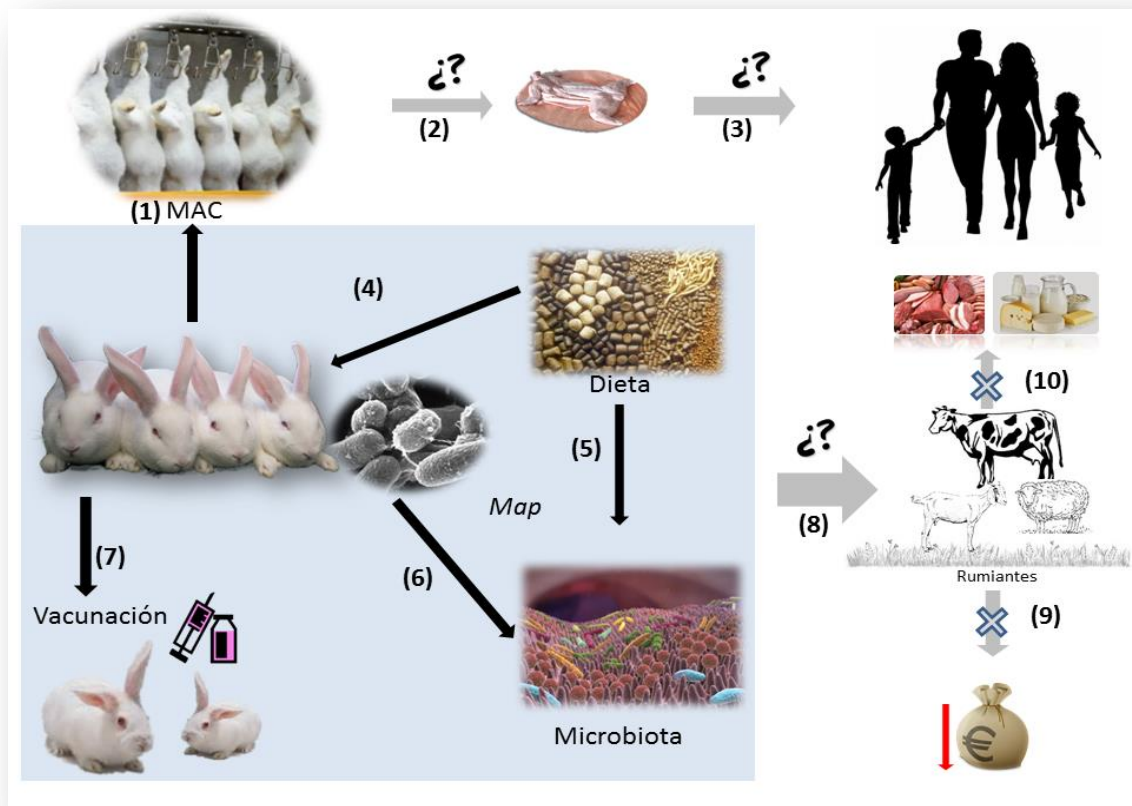 ¿?
(2)
¿?
(3)
(1) MAC
(4)
Dieta
(5)
Map
(6)
(7)
Vacunación
Microbiota
¿?
(8)
(10)
Rumiantes
(9)
€